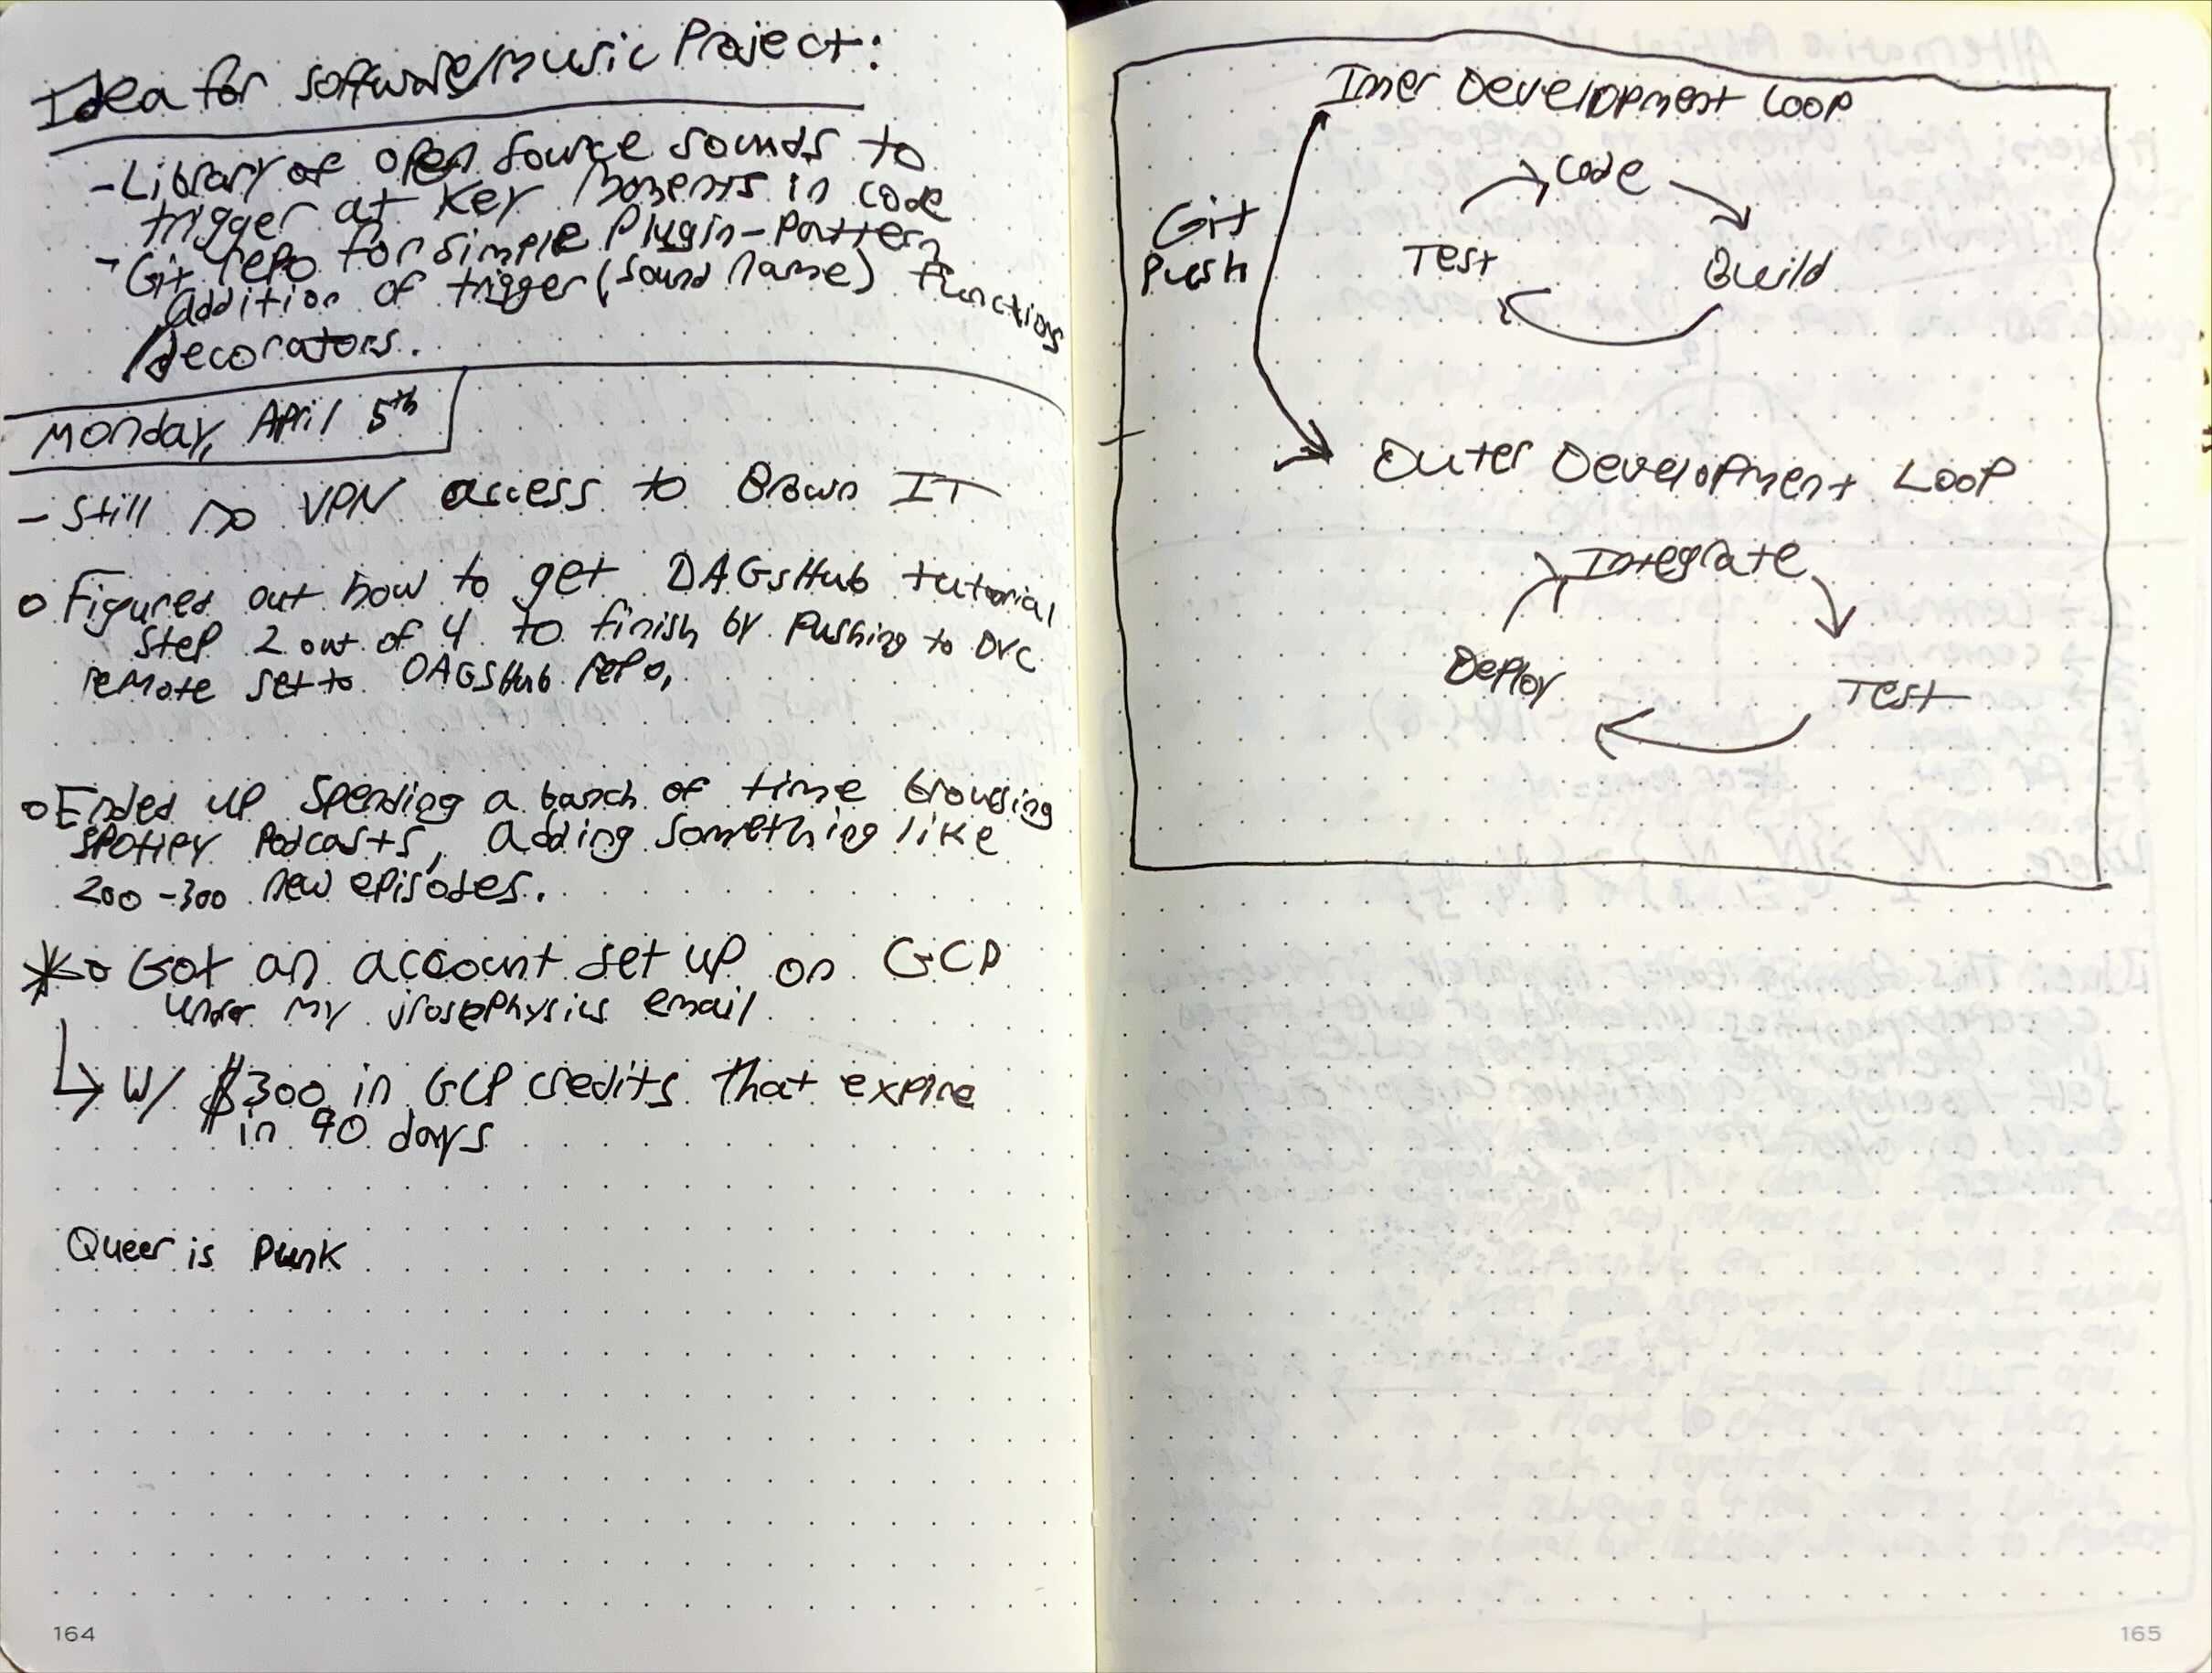 Idea for software/music Project:
- Library of open source sounds to
trigger at key moments in code
- Git repo for simple Plugin-Pattern
addition of trigger(sound name) functions
/decorators.
Monday, April 5th
- Still no VPN access to Brown IT
o Figured out how to get DAGsHub tutorial
step 2 out of 4 to finish by pushing to DVC
remote set to DAGsHub repo,
o Ended up spending a bunch of time browsing
Spotify Podcasts, adding something like
200-300 new episodes.
* o Got an account set up on GCP
under my jrosephysics email
↳ W/ $300 in GCP credits that expire
in 90 days
Queer is Punk
164
Inner Development Loop
Code
Git
Push
Test
Build
Outer Development Loop
Integrate
Deploy
Test
165